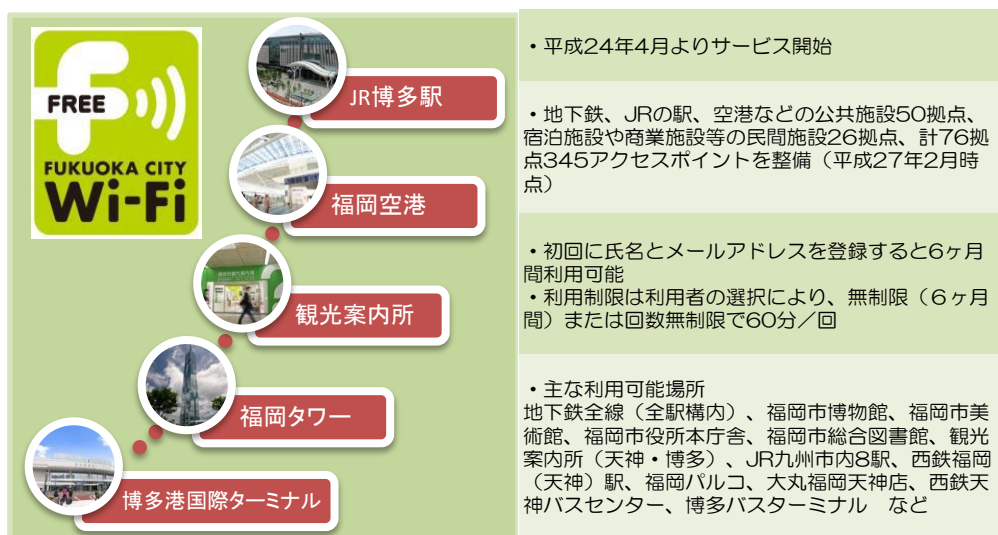 FREE
FUKUOKA CITY
Wi-Fi
JR博多駅
福岡空港
観光案内所
福岡タワー
博多港国際ターミナル
・平成24年4月よりサービス開始
・地下鉄、JRの駅、空港などの公共施設50拠点、
宿泊施設や商業施設等の民間施設26拠点、計76拠
点345アクセスポイントを整備（平成27年2月時
点）
・初回に氏名とメールアドレスを登録すると6ヶ月
間利用可能
・利用制限は利用者の選択により、無制限（６ヶ月
間）または回数無制限で60分／回
・主な利用可能場所
地下鉄全線（全駅構内）、福岡市博物館、福岡市美
術館、福岡市役所本庁舎、福岡市総合図書館、観光
案内所（天神・博多）、JR九州市内8駅、西鉄福岡
（天神）駅、福岡パルコ、大丸福岡天神店、西鉄天
神バスセンター、博多バスターミナル　など